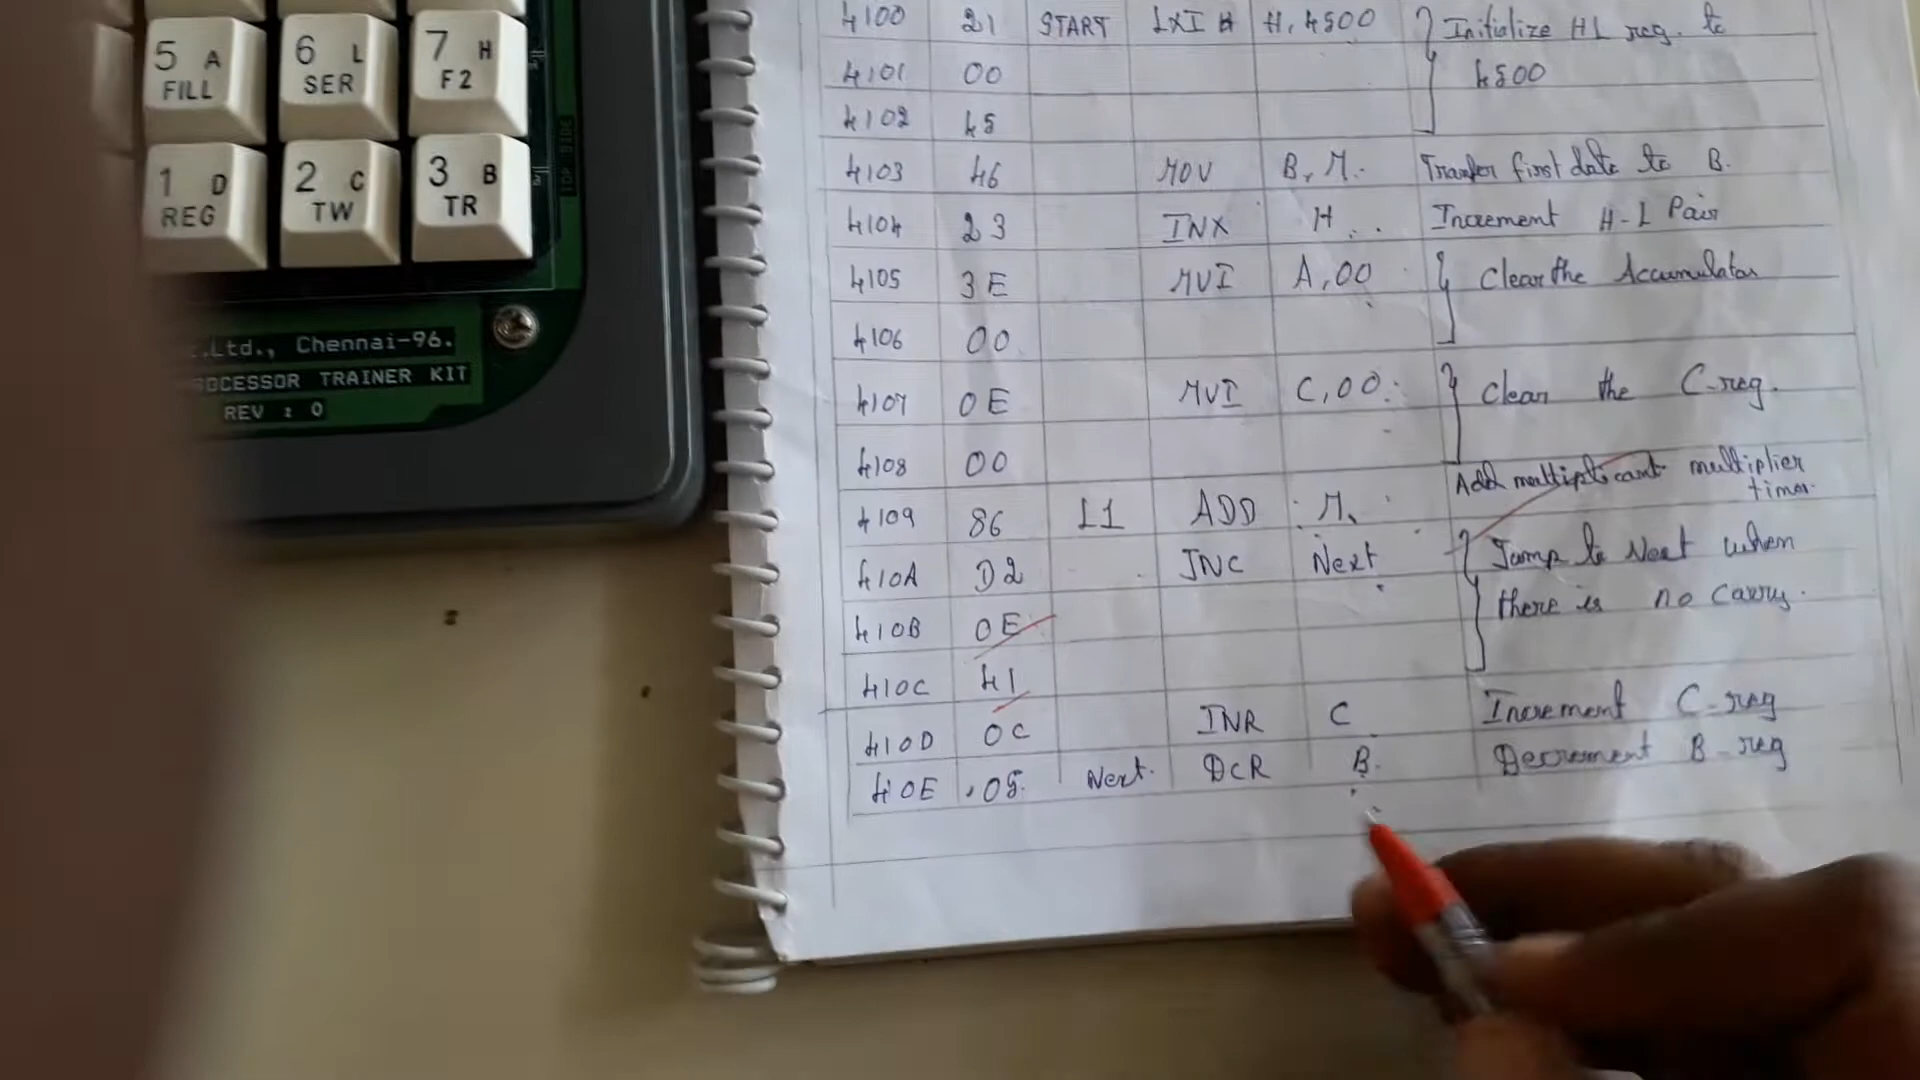 5 A
FILL
6 L
SER
7 H
F2
1 D
REG
2 C
TW
3 B
TR
.Ltd., Chennai-96.
OCESSOR TRAINER KIT
REV : 0
TOP SIDE
4100 21 START LXI H H, 4500 Initialize HL reg. to
4101 00 4500
4102 45
4103 46 MOV B, M. Transfer first data to B.
4104 23 INX H Increment H-L Pair
4105 3E MVI A, 00 Clear the Accumulator
4106 00
4107 0E MVI C, 00 Clear the C-reg.
4108 00
Add multiplicant multiplier
times.
4109 86 L1 ADD M
410A D2 JNC Next Jump to Next when
410B 0E there is no carry.
410C 41
410D 0C INR C Increment C-reg
410E 05 Next. DCR B. Decrement B-reg